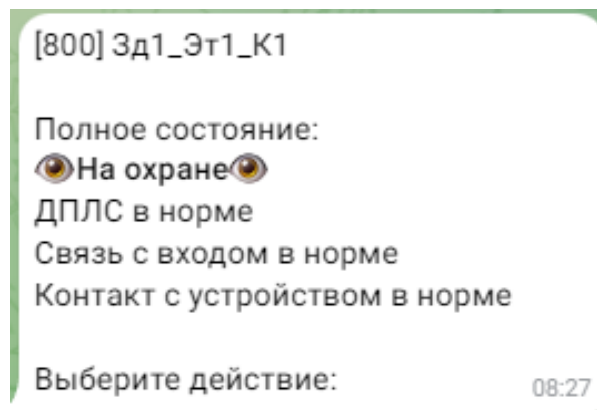 [800] Зд1_Эт1_К1
Полное состояние:
👁На охране👁
ДПЛС в норме
Связь с входом в норме
Контакт с устройством в норме
Выберите действие:
08:27